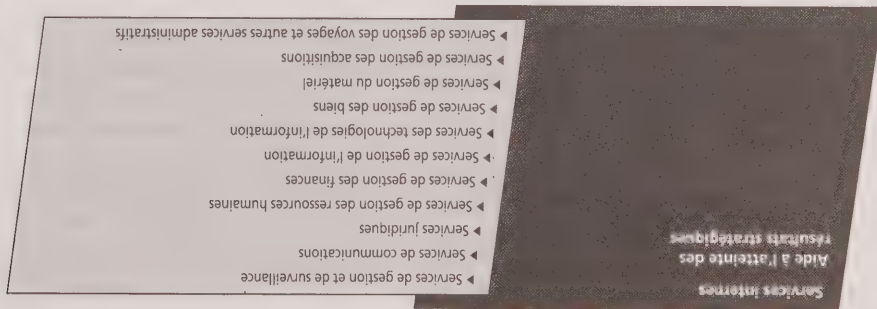 Services internes
Aide à l'atteinte des
résultats stratégiques
▶ Services de gestion et de surveillance
▶ Services de communications
▶ Services juridiques
▶ Services de gestion des ressources humaines
▶ Services de gestion des finances
▶ Services de gestion de l'information
▶ Services des technologies de l'information
▶ Services de gestion des biens
▶ Services de gestion du matériel
▶ Services de gestion des acquisitions
▶ Services de gestion des voyages et autres services administratifs